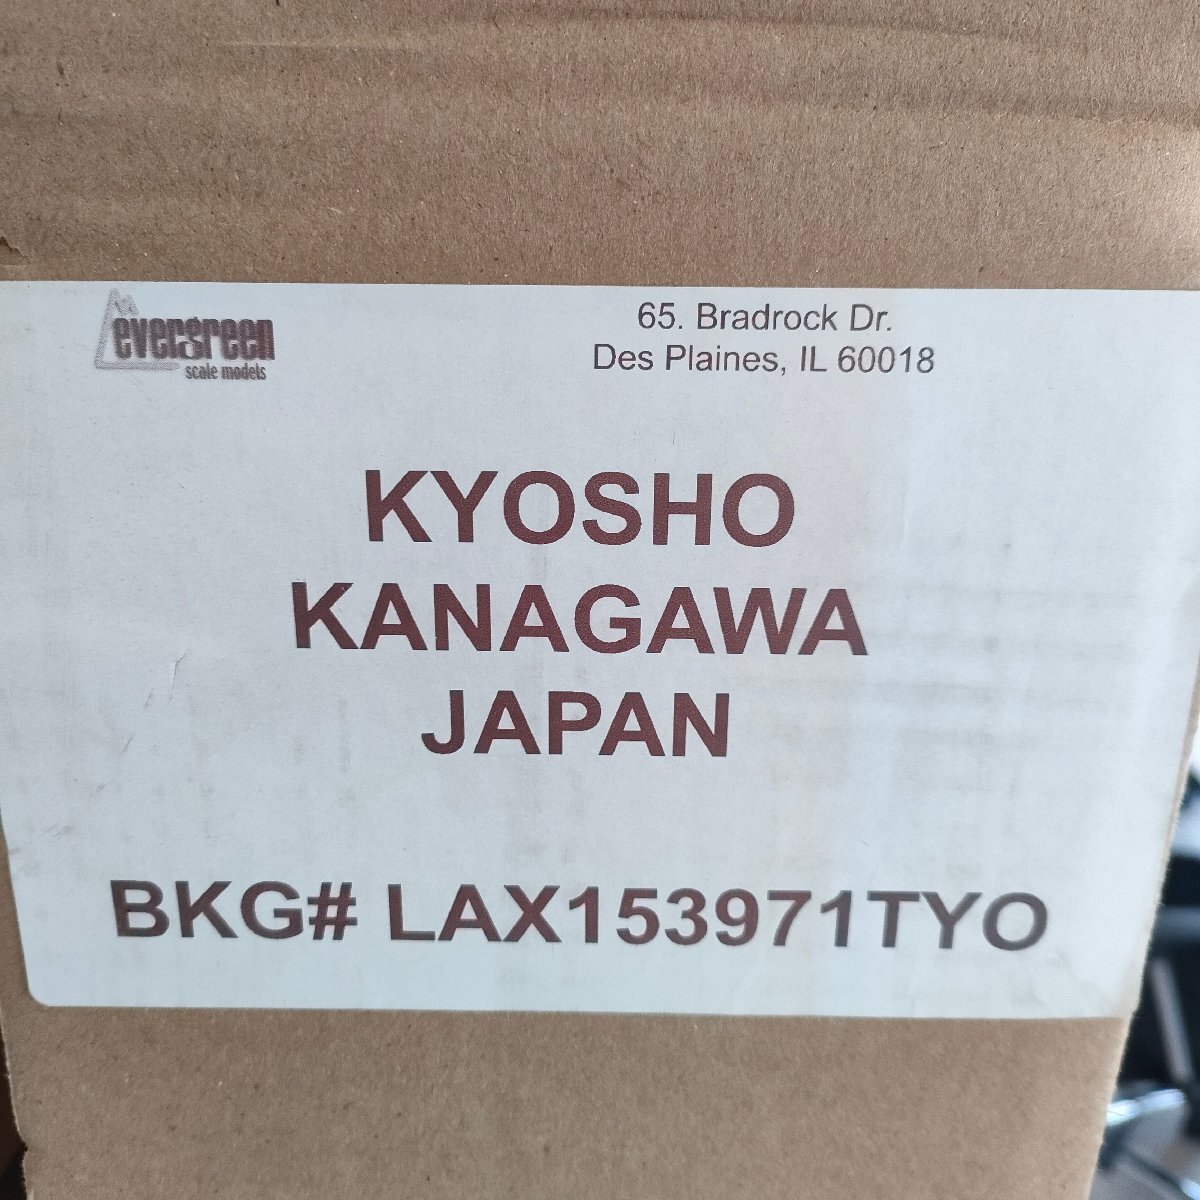 evergreen
scale models
65. Bradrock Dr.
Des Plaines, IL 60018
KYOSHO
KANAGAWA
JAPAN
BKG# LAX153971TYO